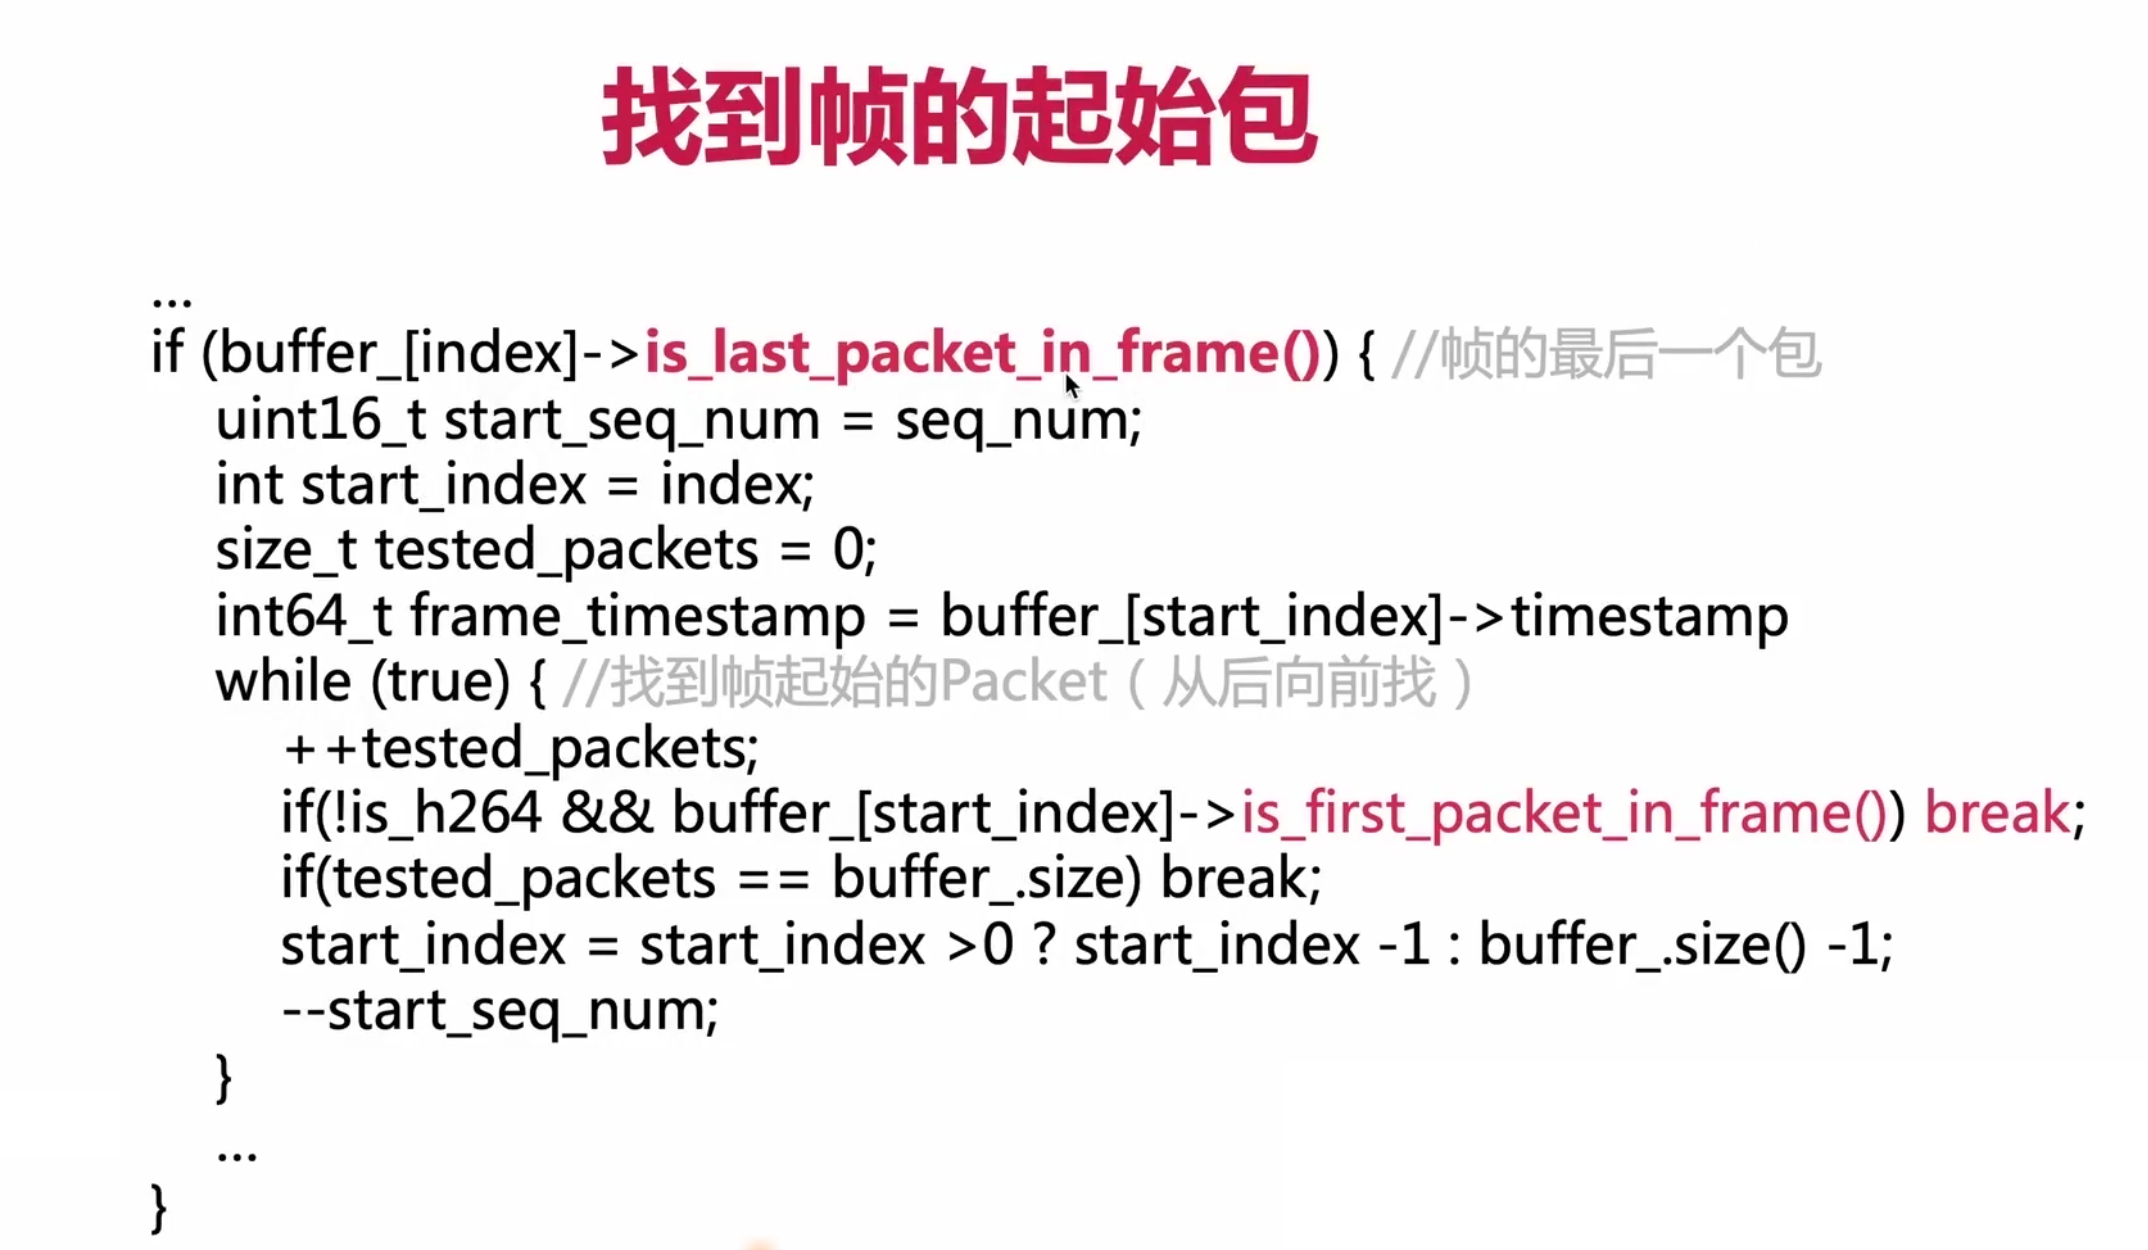 找到帧的起始包
...
if (buffer_[index]->is_last_packet_in_frame()) { //帧的最后一个包
uint16_t start_seq_num = seq_num;
int start_index = index;
size_t tested_packets = 0;
int64_t frame_timestamp = buffer_[start_index]->timestamp
while (true) { //找到帧起始的Packet（从后向前找）
++tested_packets;
if(!is_h264 && buffer_[start_index]->is_first_packet_in_frame()) break;
if(tested_packets == buffer_.size) break;
start_index = start_index >0 ? start_index -1 : buffer_.size() -1;
--start_seq_num;
}
...
}